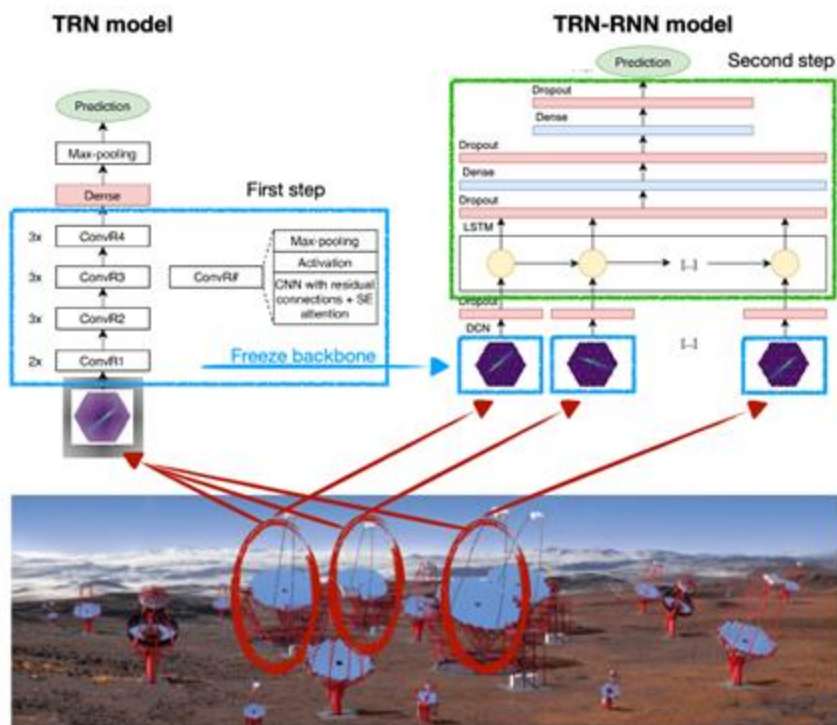 TRN model
Prediction
Max-pooling
Dense
First step
3x ConvR4
3x ConvR3
3x ConvR2
2x ConvR1
ConvR#
Max-pooling
Activation
CNN with residual
connections + SE
attention
Freeze backbone
TRN-RNN model
Second step
Prediction
Dropout
Dense
Dropout
Dense
Dropout
LSTM
[...]
Dropout
DCN
[...]